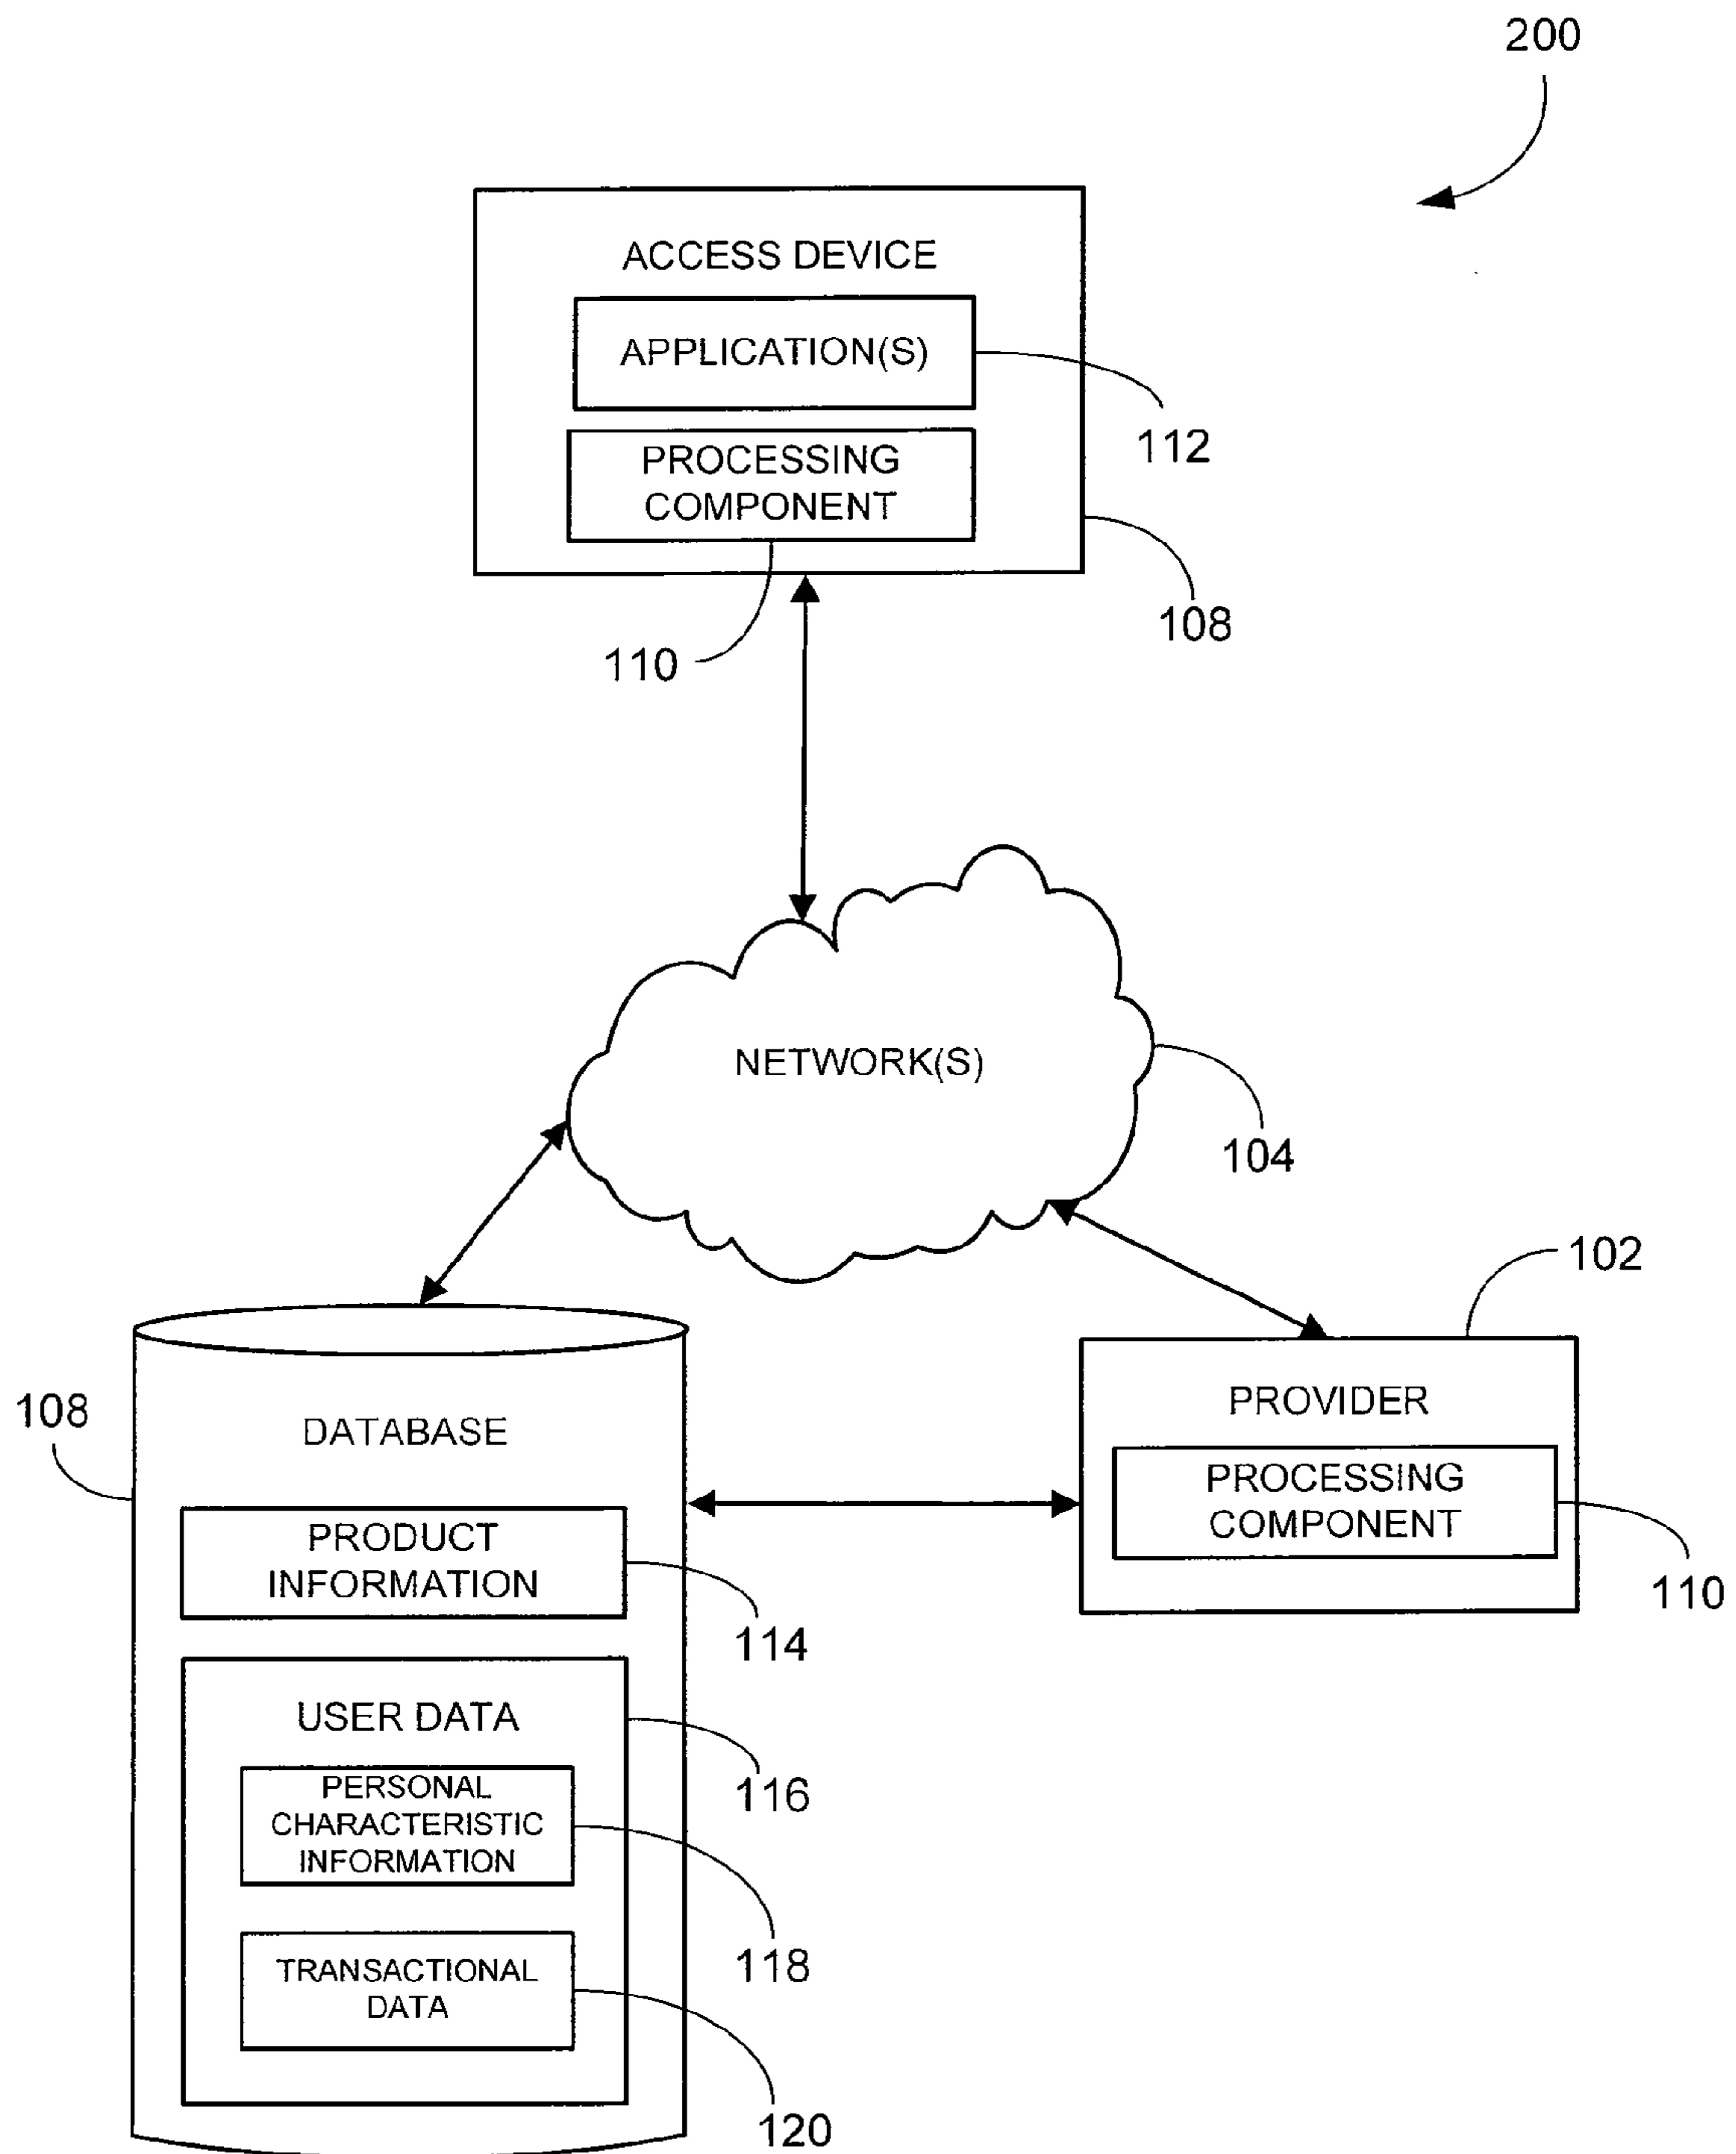 200
ACCESS DEVICE
APPLICATION(S)
112
PROCESSING
COMPONENT
108
110
NETWORK(S)
104
102
PROVIDER
PROCESSING
COMPONENT
110
108
DATABASE
PRODUCT
INFORMATION
114
USER DATA
116
PERSONAL
CHARACTERISTIC
INFORMATION
118
TRANSACTIONAL
DATA
120